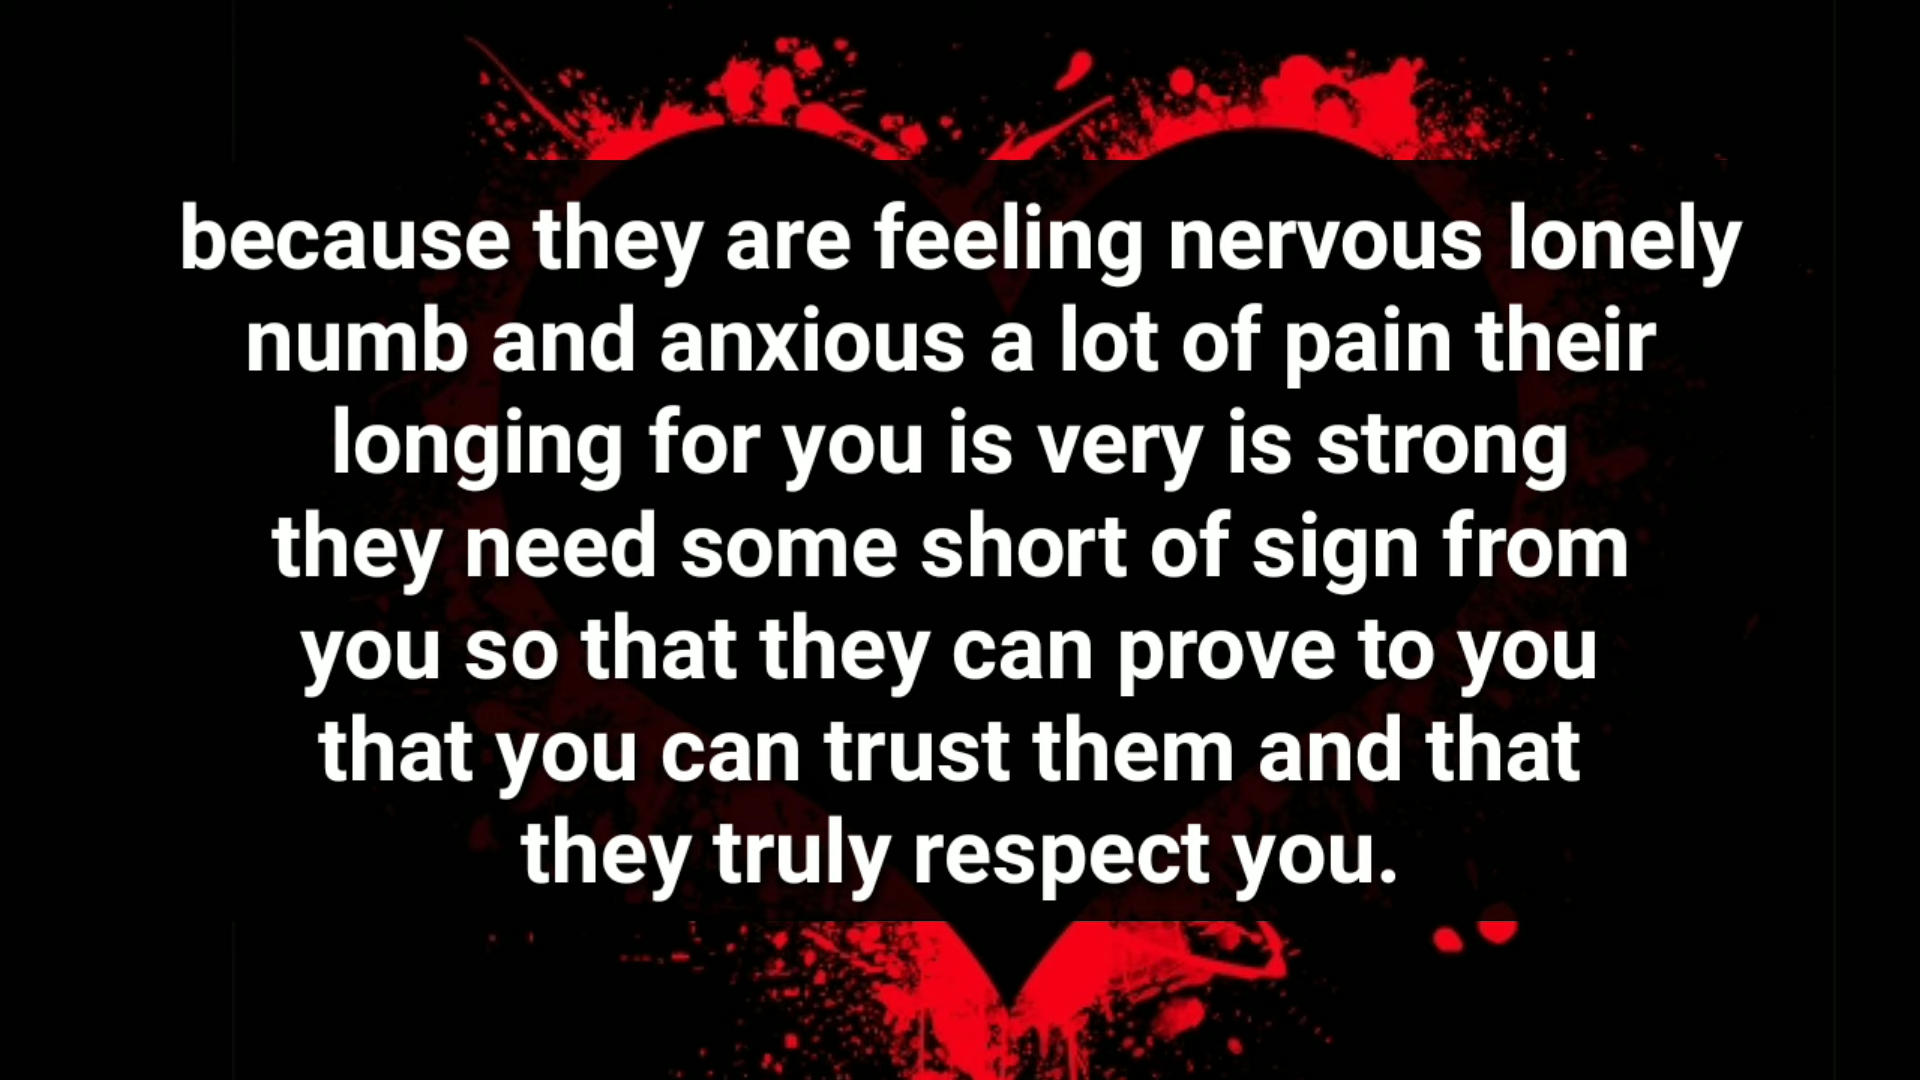 because they are feeling nervous lonely
numb and anxious a lot of pain their
longing for you is very is strong
they need some short of sign from
you so that they can prove to you
that you can trust them and that
they truly respect you.